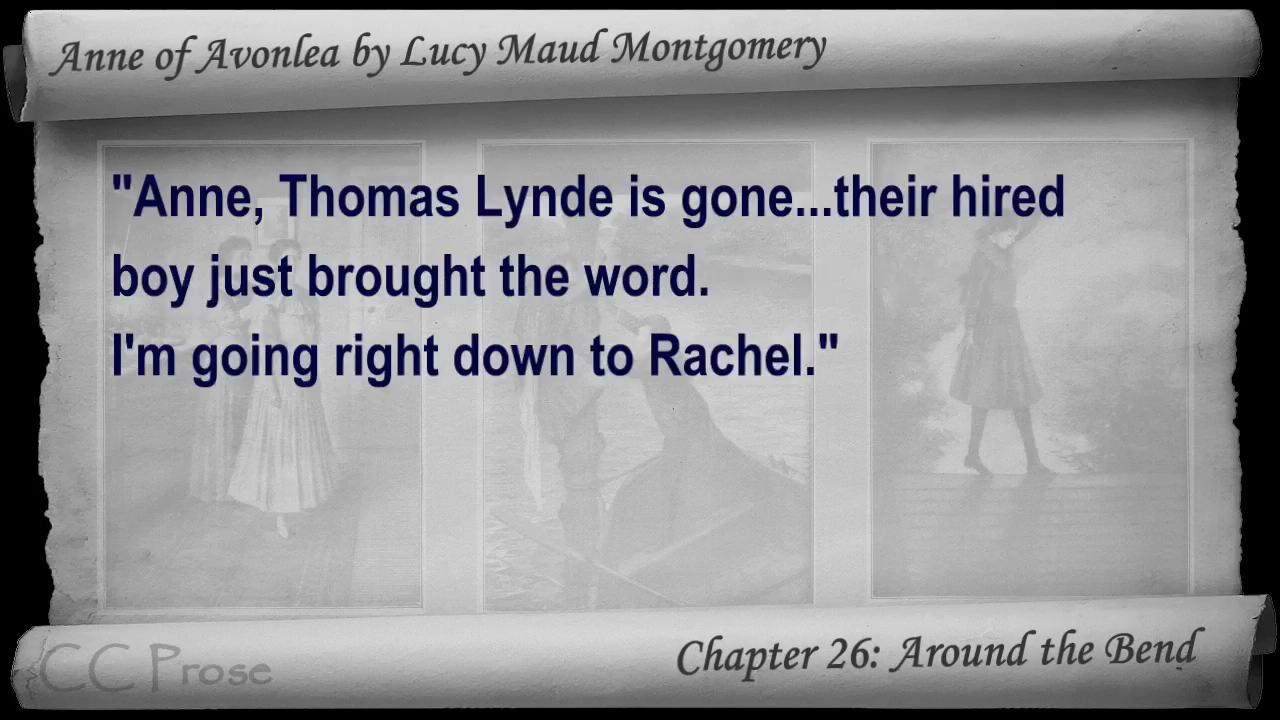 Anne of Avonlea by Lucy Maud Montgomery
"Anne, Thomas Lynde is gone...their hired
boy just brought the word.
I'm going right down to Rachel."
CC Prose
Chapter 26: Around the Bend